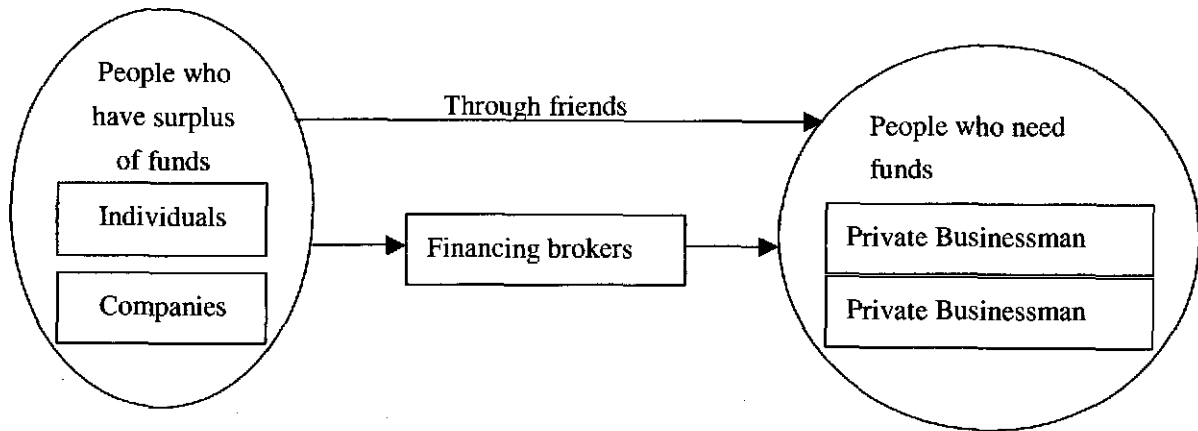 People who
have surplus
of funds
Individuals
Companies
Through friends
Financing brokers
People who need
funds
Private Businessman
Private Businessman